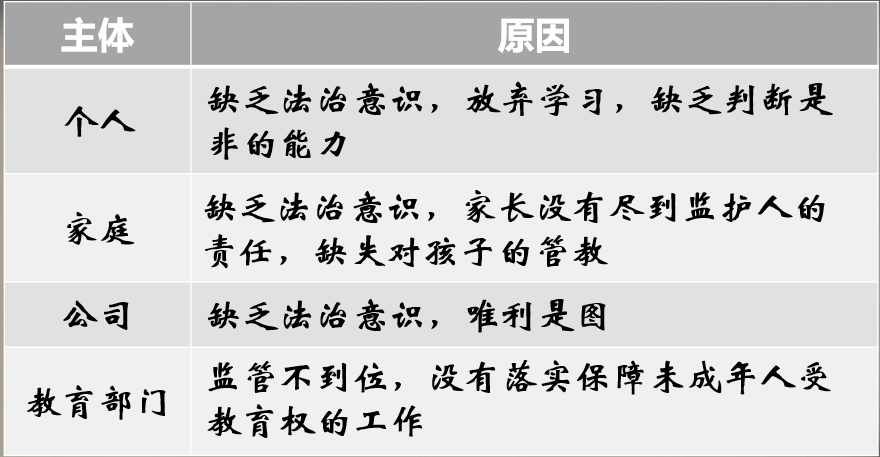 主体 原因
个人
缺乏法治意识，放弃学习，缺乏判断是
非的能力
家庭
缺乏法治意识，家长没有尽到监护人的
责任，缺失对孩子的管教
公司
缺乏法治意识，唯利是图
教育部门
监管不到位，没有落实保障未成年人受
教育权的工作